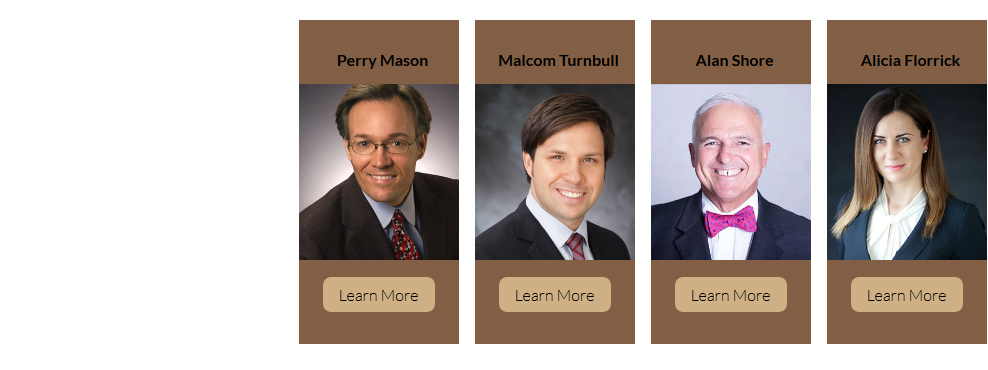 Perry Mason
Malcom Turnbull
Alan Shore
Alicia Florrick
Learn More
Learn More
Learn More
Learn More